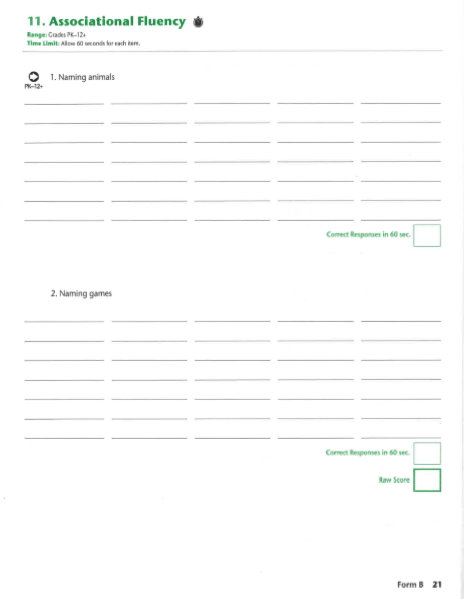 11. Associational Fluency
Range: Grades PK–12+
Time Limit: Allow 60 seconds for each item.
PK–12+
1. Naming animals
Correct Responses in 60 sec.
2. Naming games
Correct Responses in 60 sec.
Raw Score
Form B 21